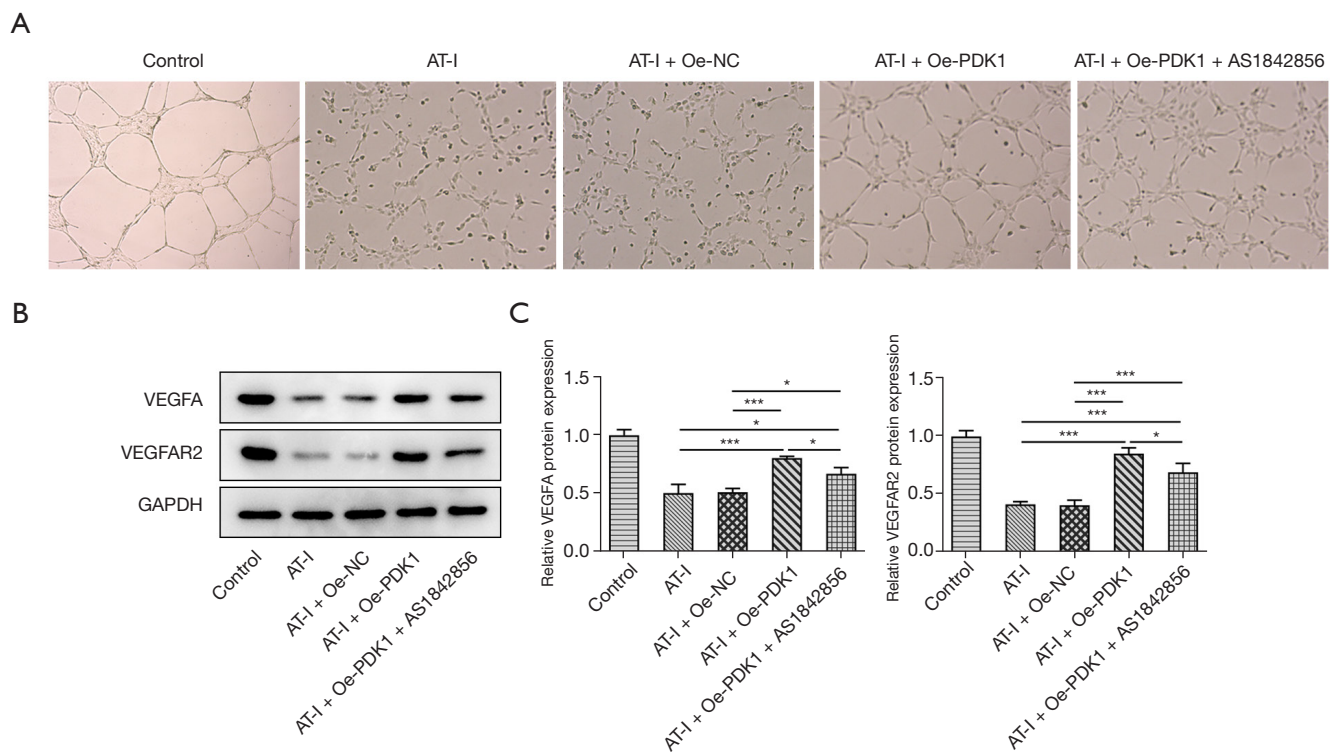 A
Control
AT-I
AT-I + Oe-NC
AT-I + Oe-PDK1
AT-I + Oe-PDK1 + AS1842856
B
VEGFA
VEGFAR2
GAPDH
Control
AT-I
AT-I + Oe-NC
AT-I + Oe-PDK1
AT-I + Oe-PDK1 + AS1842856
C
Relative VEGFA protein expression
1.5
1.0
0.5
0.0
*
***
*
***
*
Control
AT-I
AT-I + Oe-NC
AT-I + Oe-PDK1
AT-I + Oe-PDK1 + AS1842856
Relative VEGFAR2 protein expression
1.5
1.0
0.5
0.0
***
***
***
***
*
Control
AT-I
AT-I + Oe-NC
AT-I + Oe-PDK1
AT-I + Oe-PDK1 + AS1842856